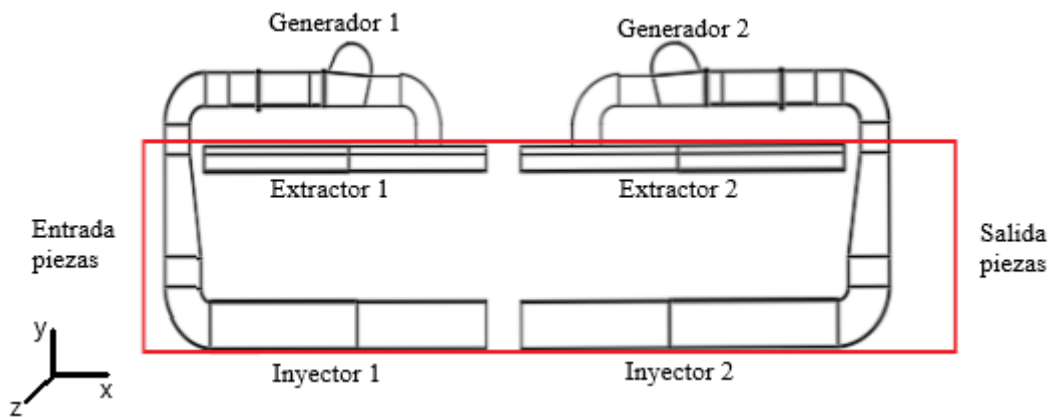 Generador 1
Generador 2
Extractor 1
Extractor 2
Entrada
piezas
Salida
piezas
y
x
z
Inyector 1
Inyector 2